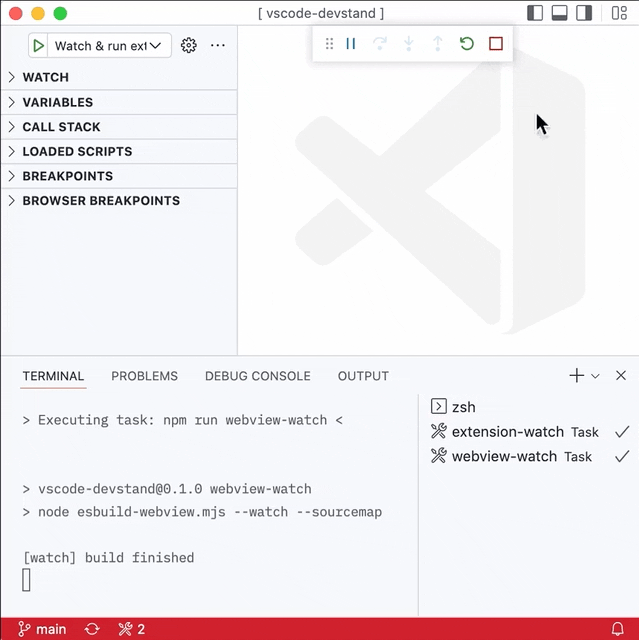 [ vscode-devstand ]
Watch & run ext
WATCH
VARIABLES
CALL STACK
LOADED SCRIPTS
BREAKPOINTS
BROWSER BREAKPOINTS
TERMINAL PROBLEMS DEBUG CONSOLE OUTPUT
> Executing task: npm run webview-watch <
> vscode-devstand@0.1.0 webview-watch
> node esbuild-webview.mjs --watch --sourcemap
[watch] build finished
zsh
extension-watch Task
webview-watch Task
main 2